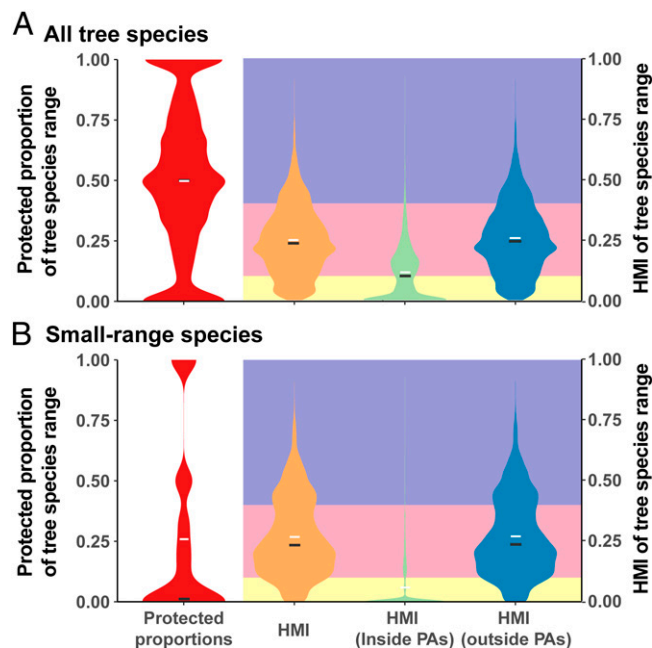 A
All tree species
Protected proportion
of tree species range
1.00
0.75
0.50
0.25
0.00
1.00
0.75
0.50
0.25
0.00
HMI of tree species range
B
Small-range species
Protected proportion
of tree species range
1.00
0.75
0.50
0.25
0.00
1.00
0.75
0.50
0.25
0.00
HMI of tree species range
Protected
proportions
HMI
HMI
(Inside PAs)
HMI
(outside PAs)